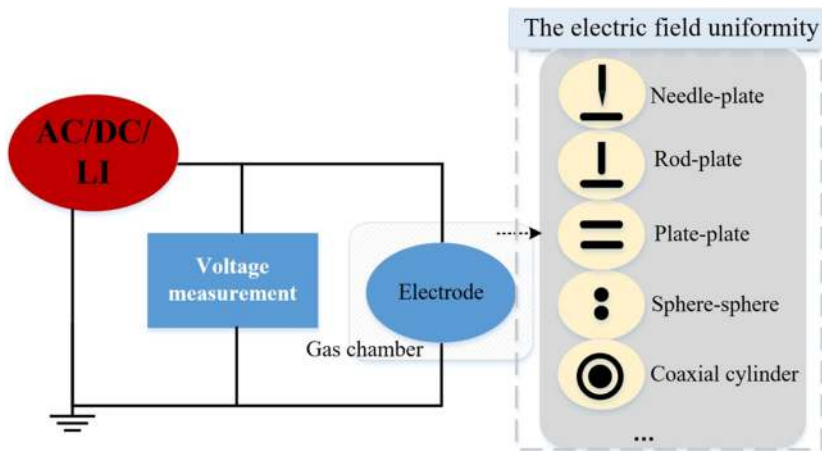 The electric field uniformity
AC/DC/
LI
Needle-plate
Rod-plate
Plate-plate
Voltage
measurement
Electrode
Sphere-sphere
Gas chamber
Coaxial cylinder
...